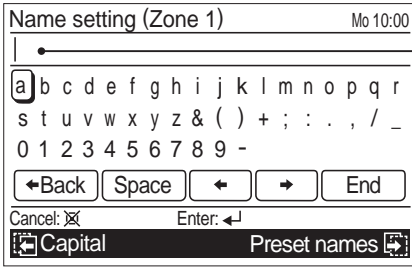 Name setting (Zone 1) Mo 10:00
a b c d e f g h i j k l m n o p q r
s t u v w x y z & ( ) + ; : . , / _
0 1 2 3 4 5 6 7 8 9 -
←Back Space ← → End
Cancel: Enter:
Capital Preset names